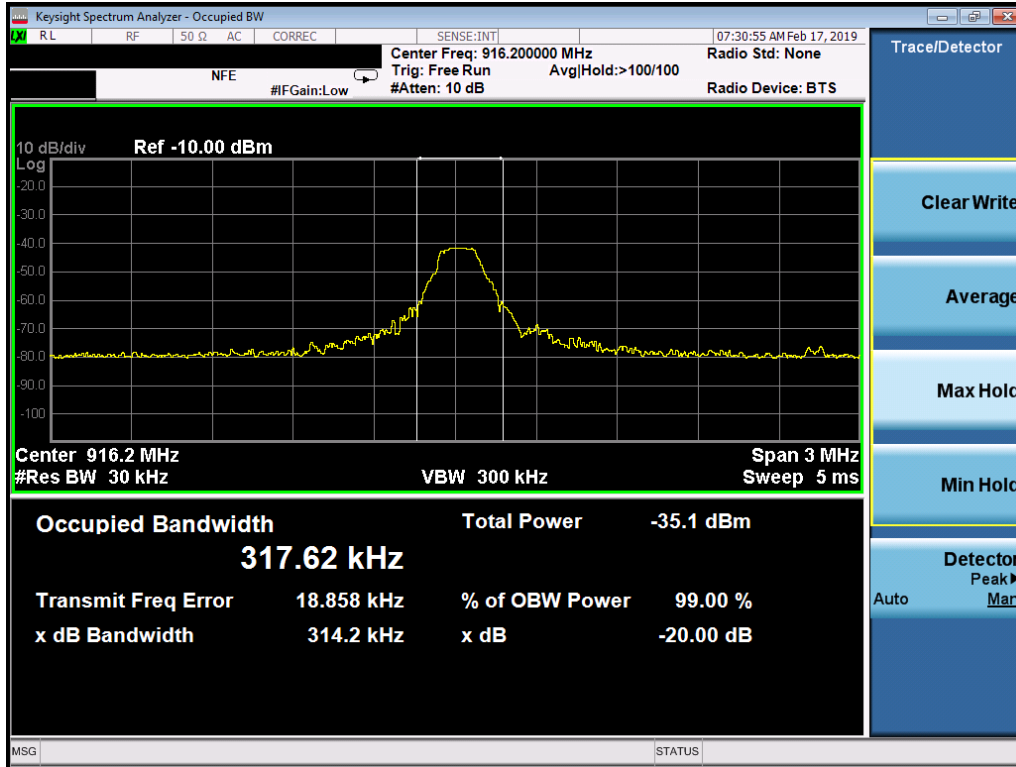 Keysight Spectrum Analyzer - Occupied BW
LXI RL RF 50 Ω AC CORREC SENSE:INT 07:30:55 AM Feb 17, 2019
Center Freq: 916.200000 MHz Radio Std: None
NFE Trig: Free Run Avg|Hold:>100/100
#IFGain:Low #Atten: 10 dB Radio Device: BTS
10 dB/div Ref -10.00 dBm
Log
-20.0
-30.0
-40.0
-50.0
-60.0
-70.0
-80.0
-90.0
-100
Center 916.2 MHz Span 3 MHz
#Res BW 30 kHz VBW 300 kHz Sweep 5 ms
Occupied Bandwidth Total Power -35.1 dBm
317.62 kHz
Transmit Freq Error 18.858 kHz % of OBW Power 99.00 %
x dB Bandwidth 314.2 kHz x dB -20.00 dB
MSG STATUS
Trace/Detector
Clear Write
Average
Max Hold
Min Hold
Detector
Peak
Auto Man